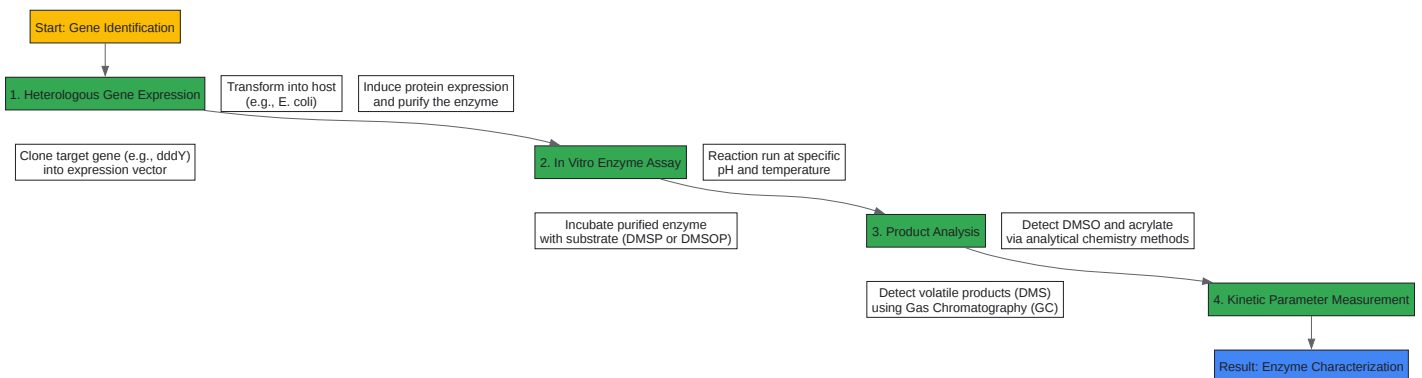 Start: Gene Identification
1. Heterologous Gene Expression
Transform into host
(e.g., E. coli)
Induce protein expression
and purify the enzyme
Clone target gene (e.g., dddY)
into expression vector
2. In Vitro Enzyme Assay
Reaction run at specific
pH and temperature
Incubate purified enzyme
with substrate (DMSP or DMSOP)
3. Product Analysis
Detect DMSO and acrylate
via analytical chemistry methods
Detect volatile products (DMS)
using Gas Chromatography (GC)
4. Kinetic Parameter Measurement
Result: Enzyme Characterization